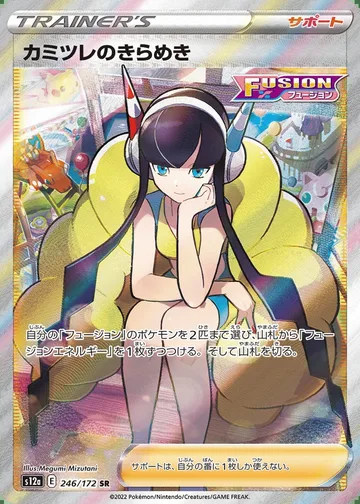 TRAINER'S
サポート
カミツレのきらめき
FUSION
フュージョン
自分の「フュージョン」のポケモンを2匹まで選び、山札から「フュー
ジョンエネルギー」を1枚ずつつける。そして山札を切る。
Illus.Megumi Mizutani
s12a E 246/172 SR
サポートは、自分の番に1枚しか使えない。
©2022 Pokémon/Nintendo/Creatures/GAME FREAK.